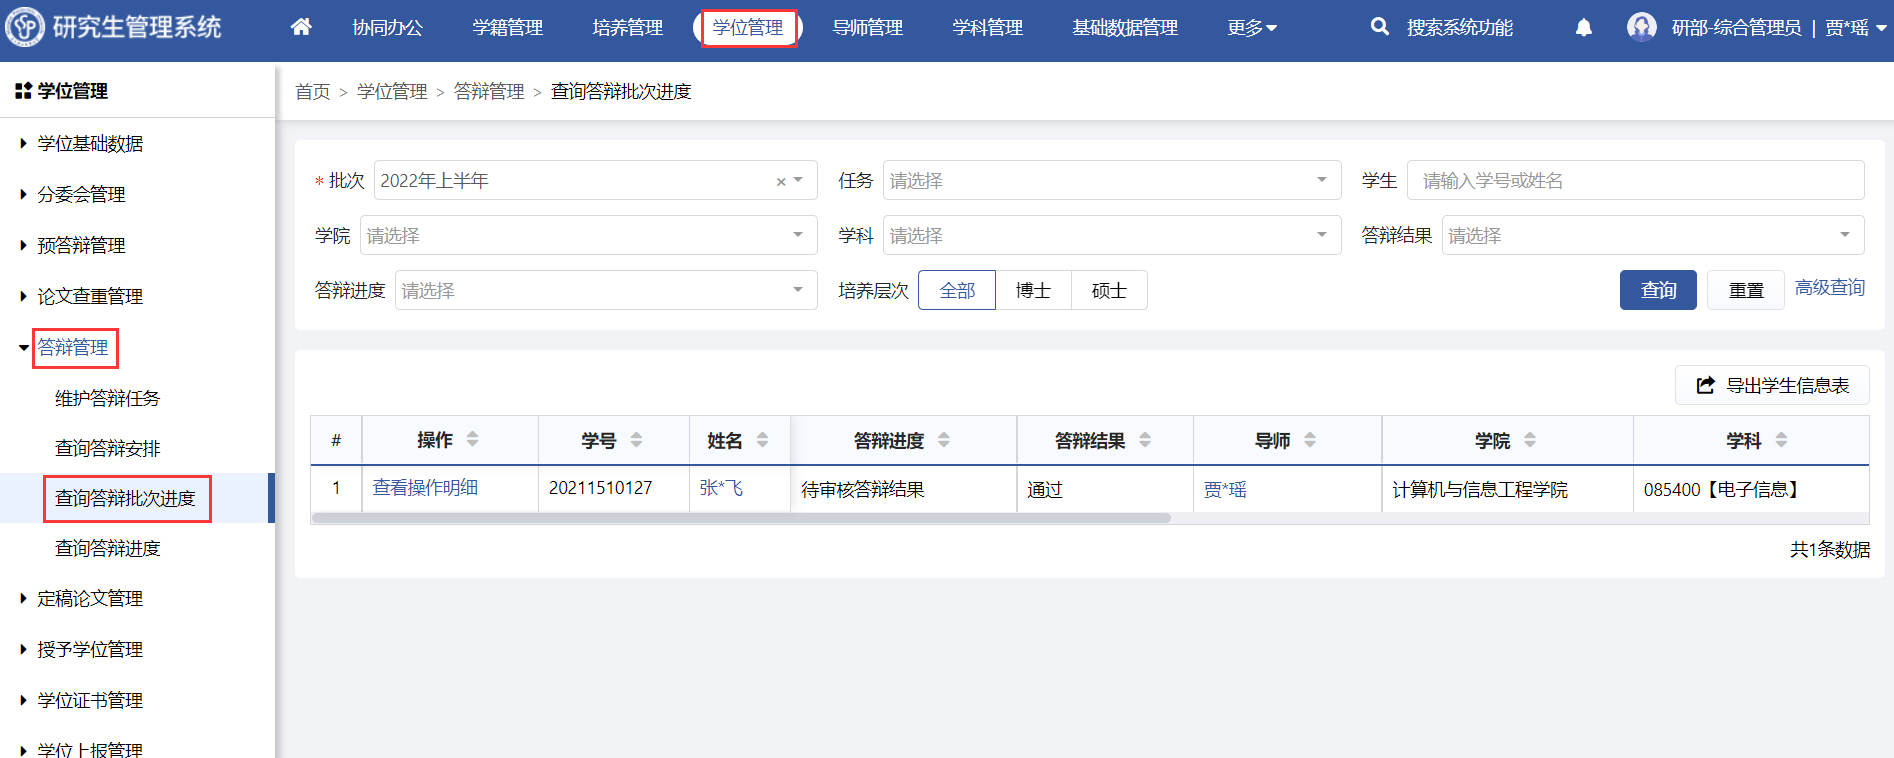 研究生管理系统 协同办公 学籍管理 培养管理 学位管理 导师管理 学科管理 基础数据管理 更多 搜索系统功能 研部-综合管理员 | 贾*瑶
学位管理
首页 > 学位管理 > 答辩管理 > 查询答辩批次进度
学位基础数据
分委会管理
预答辩管理
论文查重管理
答辩管理
维护答辩任务
查询答辩安排
查询答辩批次进度
查询答辩进度
定稿论文管理
授予学位管理
学位证书管理
学位上报管理
* 批次 2022年上半年 × 任务 请选择 学生 请输入学号或姓名
学院 请选择 学科 请选择 答辩结果 请选择
答辩进度 请选择 培养层次 全部 博士 硕士 查询 重置 高级查询
导出学生信息表
# 操作 学号 姓名 答辩进度 答辩结果 导师 学院 学科
1 查看操作明细 20211510127 张*飞 待审核答辩结果 通过 贾*瑶 计算机与信息工程学院 085400【电子信息】
共1条数据